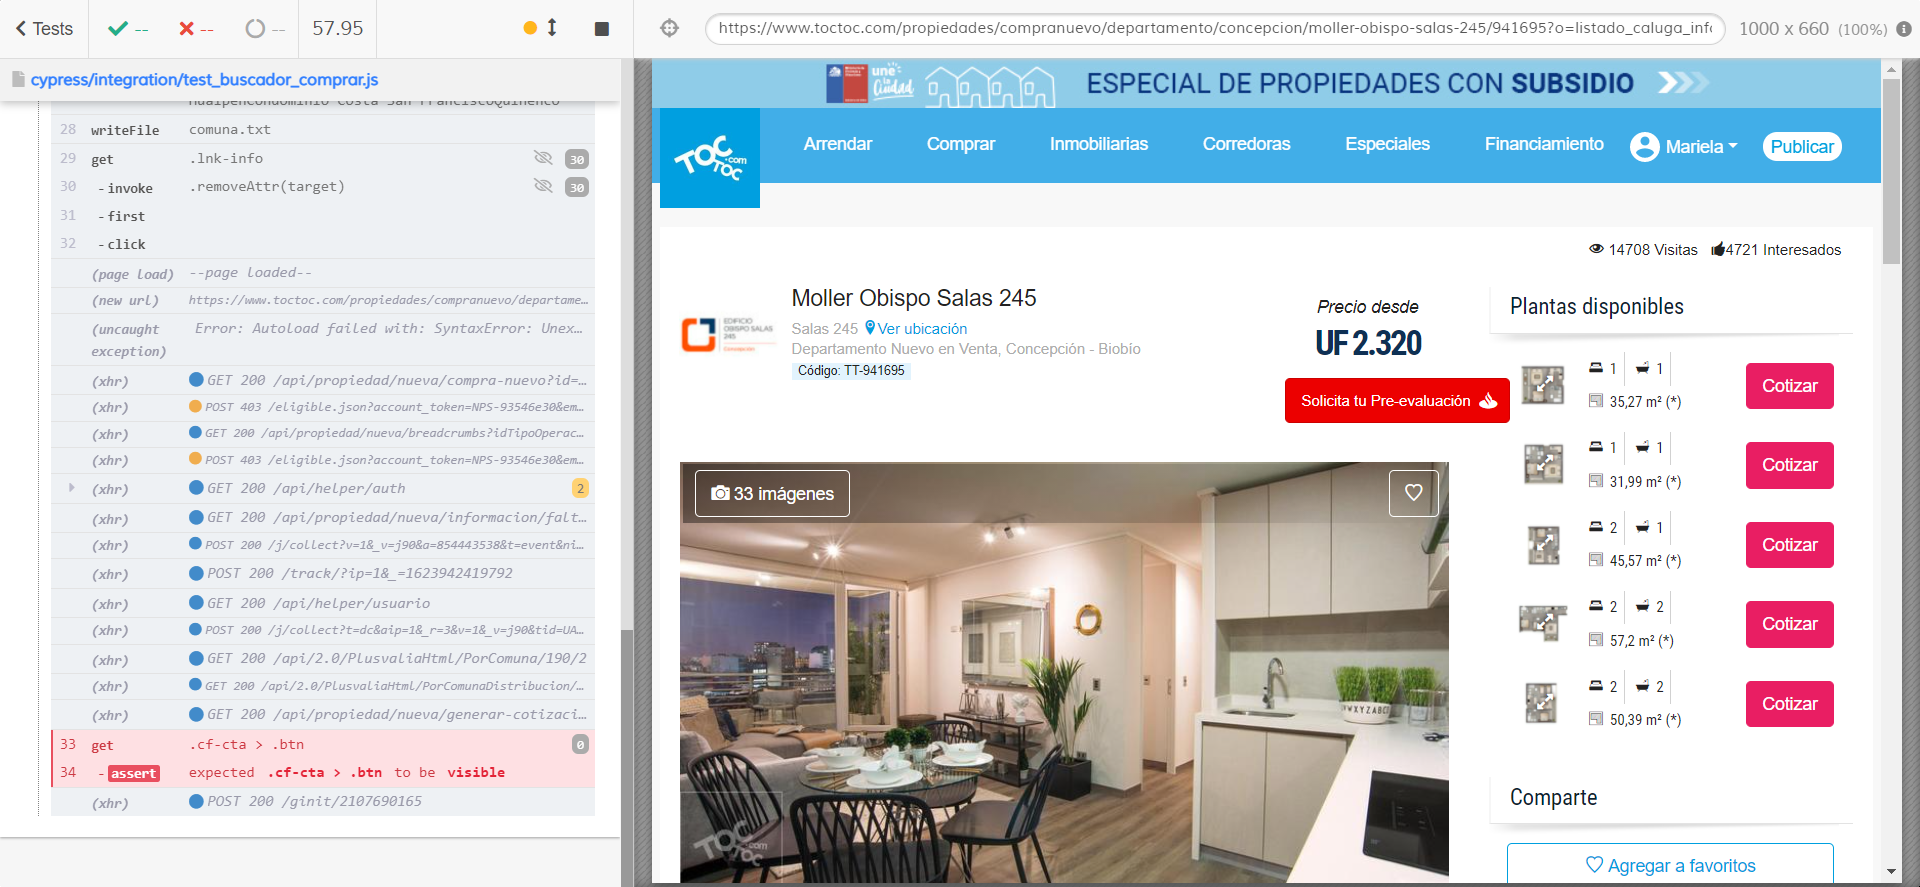 Tests
--
--
--
57.95
https://www.toctoc.com/propiedades/compranuevo/departamento/concepcion/moller-obispo-salas-245/941695?o=listado_caluga_inf
1000 x 660 (100%)
cypress/integration/test_buscador_comprar.js
HualpénCondominio Costa San FranciscoQuinenco
28 writeFile comuna.txt
29 get .lnk-info 30
30 -invoke .removeAttr(target) 30
31 -first
32 -click
(page load) --page loaded--
(new url) https://www.toctoc.com/propiedades/compranuevo/departame...
(uncaught exception) Error: Autoload failed with: SyntaxError: Unex...
(xhr) GET 200 /api/propiedad/nueva/compra-nuevo?id=...
(xhr) POST 403 /eligible.json?account_token=NPS-93546e30&em...
(xhr) GET 200 /api/propiedad/nueva/breadcrumbs?idTipoOperac...
(xhr) POST 403 /eligible.json?account_token=NPS-93546e30&em...
(xhr) GET 200 /api/helper/auth 2
(xhr) GET 200 /api/propiedad/nueva/informacion/falt...
(xhr) POST 200 /j/collect?v=1&_v=j90&a=854443538&t=event&ni...
(xhr) POST 200 /track/?ip=1&_=1623942419792
(xhr) GET 200 /api/helper/usuario
(xhr) POST 200 /j/collect?t=dc&aip=1&_r=3&v=1&_v=j90&tid=UA...
(xhr) GET 200 /api/2.0/PlusvaliaHtml/PorComuna/190/2
(xhr) GET 200 /api/2.0/PlusvaliaHtml/PorComunaDistribucion/...
(xhr) GET 200 /api/propiedad/nueva/generar-cotizaci...
33 get .cf-cta > .btn 0
34 -assert expected .cf-cta > .btn to be visible
(xhr) POST 200 /ginit/2107690165
une la ciudad
ESPECIAL DE PROPIEDADES CON SUBSIDIO
TOCTOC.com
Arrendar Comprar Inmobiliarias Corredoras Especiales Financiamiento Mariela Publicar
14708 Visitas 4721 Interesados
EDIFICIO
OBISPO SALAS
245
Concepción
Moller Obispo Salas 245
Salas 245 Ver ubicación
Departamento Nuevo en Venta, Concepción - Biobío
Código: TT-941695
Precio desde
UF 2.320
Solicita tu Pre-evaluación
33 imágenes
TOCTOC.com
Plantas disponibles
1 1
35,27 m² (*)
Cotizar
1 1
31,99 m² (*)
Cotizar
2 1
45,57 m² (*)
Cotizar
2 2
57,2 m² (*)
Cotizar
2 2
50,39 m² (*)
Cotizar
Comparte
Agregar a favoritos